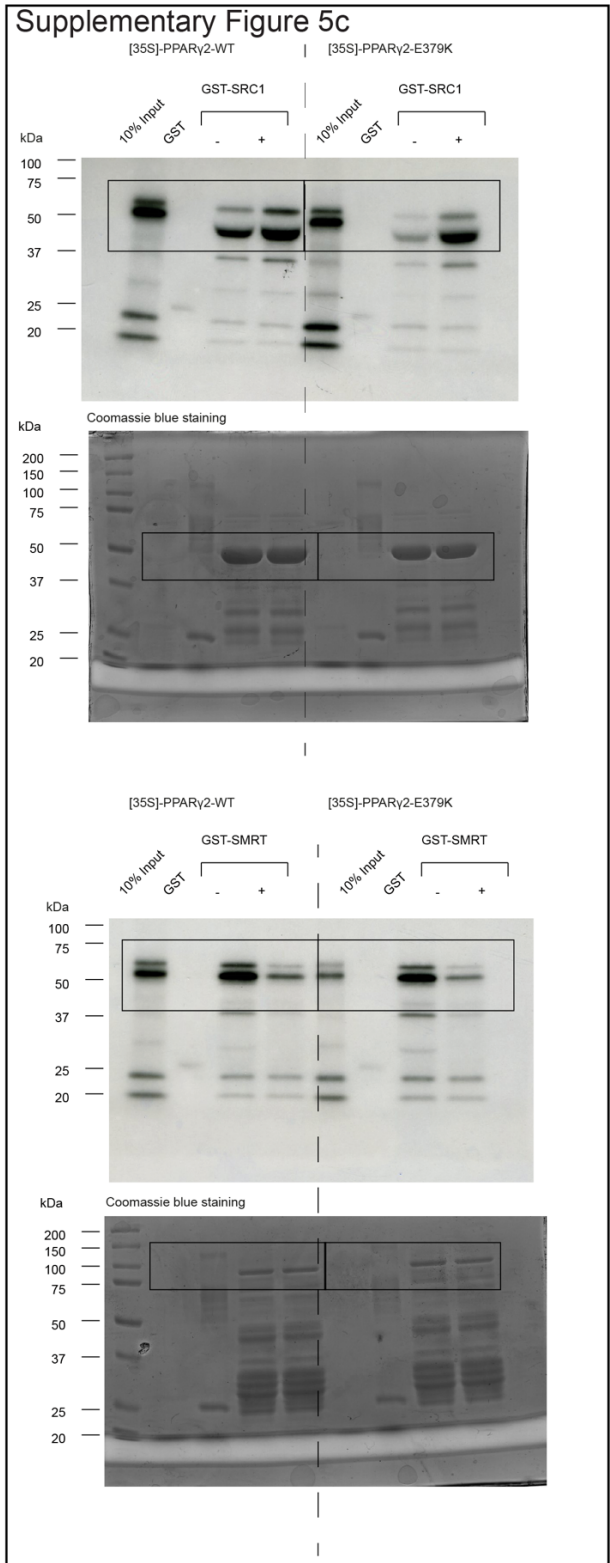 Supplementary Figure 5c
[35S]-PPARγ2-WT | [35S]-PPARγ2-E379K
GST-SRC1 GST-SRC1
10% Input GST - + 10% Input GST - +
kDa
100
75
50
37
25
20
Coomassie blue staining
kDa
200
150
100
75
50
37
25
20
[35S]-PPARγ2-WT [35S]-PPARγ2-E379K
GST-SMRT GST-SMRT
10% Input GST - + 10% Input GST - +
kDa
100
75
50
37
25
20
kDa Coomassie blue staining
200
150
100
75
50
37
25
20